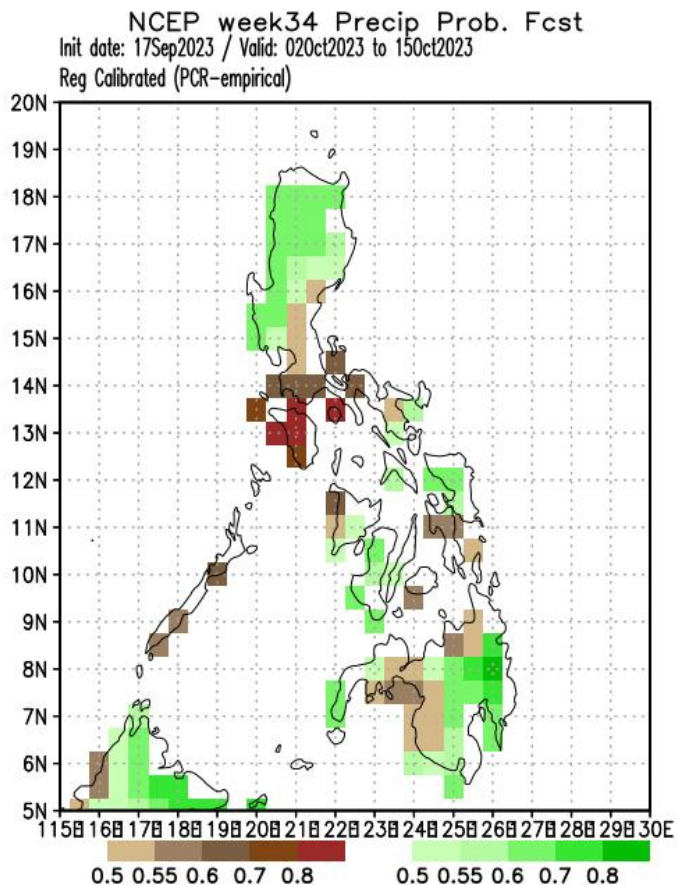 NCEP week34 Precip Prob. Fcst
Init date: 17Sep2023 / Valid: 02Oct2023 to 15Oct2023
Reg Calibrated (PCR-empirical)
20N
19N
18N
17N
16N
15N
14N
13N
12N
11N
10N
9N
8N
7N
6N
5N
115E 116E 117E 118E 119E 120E 121E 122E 123E 124E 125E 126E 127E 128E 129E 130E
0.5 0.55 0.6 0.7 0.8 0.5 0.55 0.6 0.7 0.8